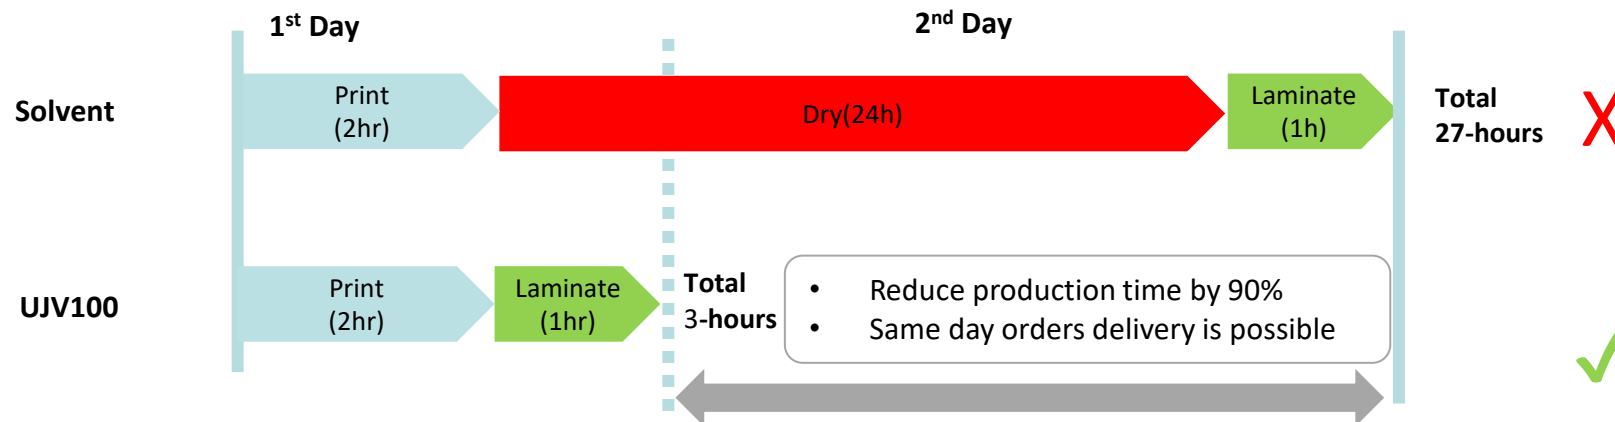 1st Day
2nd Day
Solvent
Print
(2hr)
Dry(24h)
Laminate
(1h)
Total
27-hours
X
UJV100
Print
(2hr)
Laminate
(1hr)
Total
3-hours
• Reduce production time by 90%
• Same day orders delivery is possible